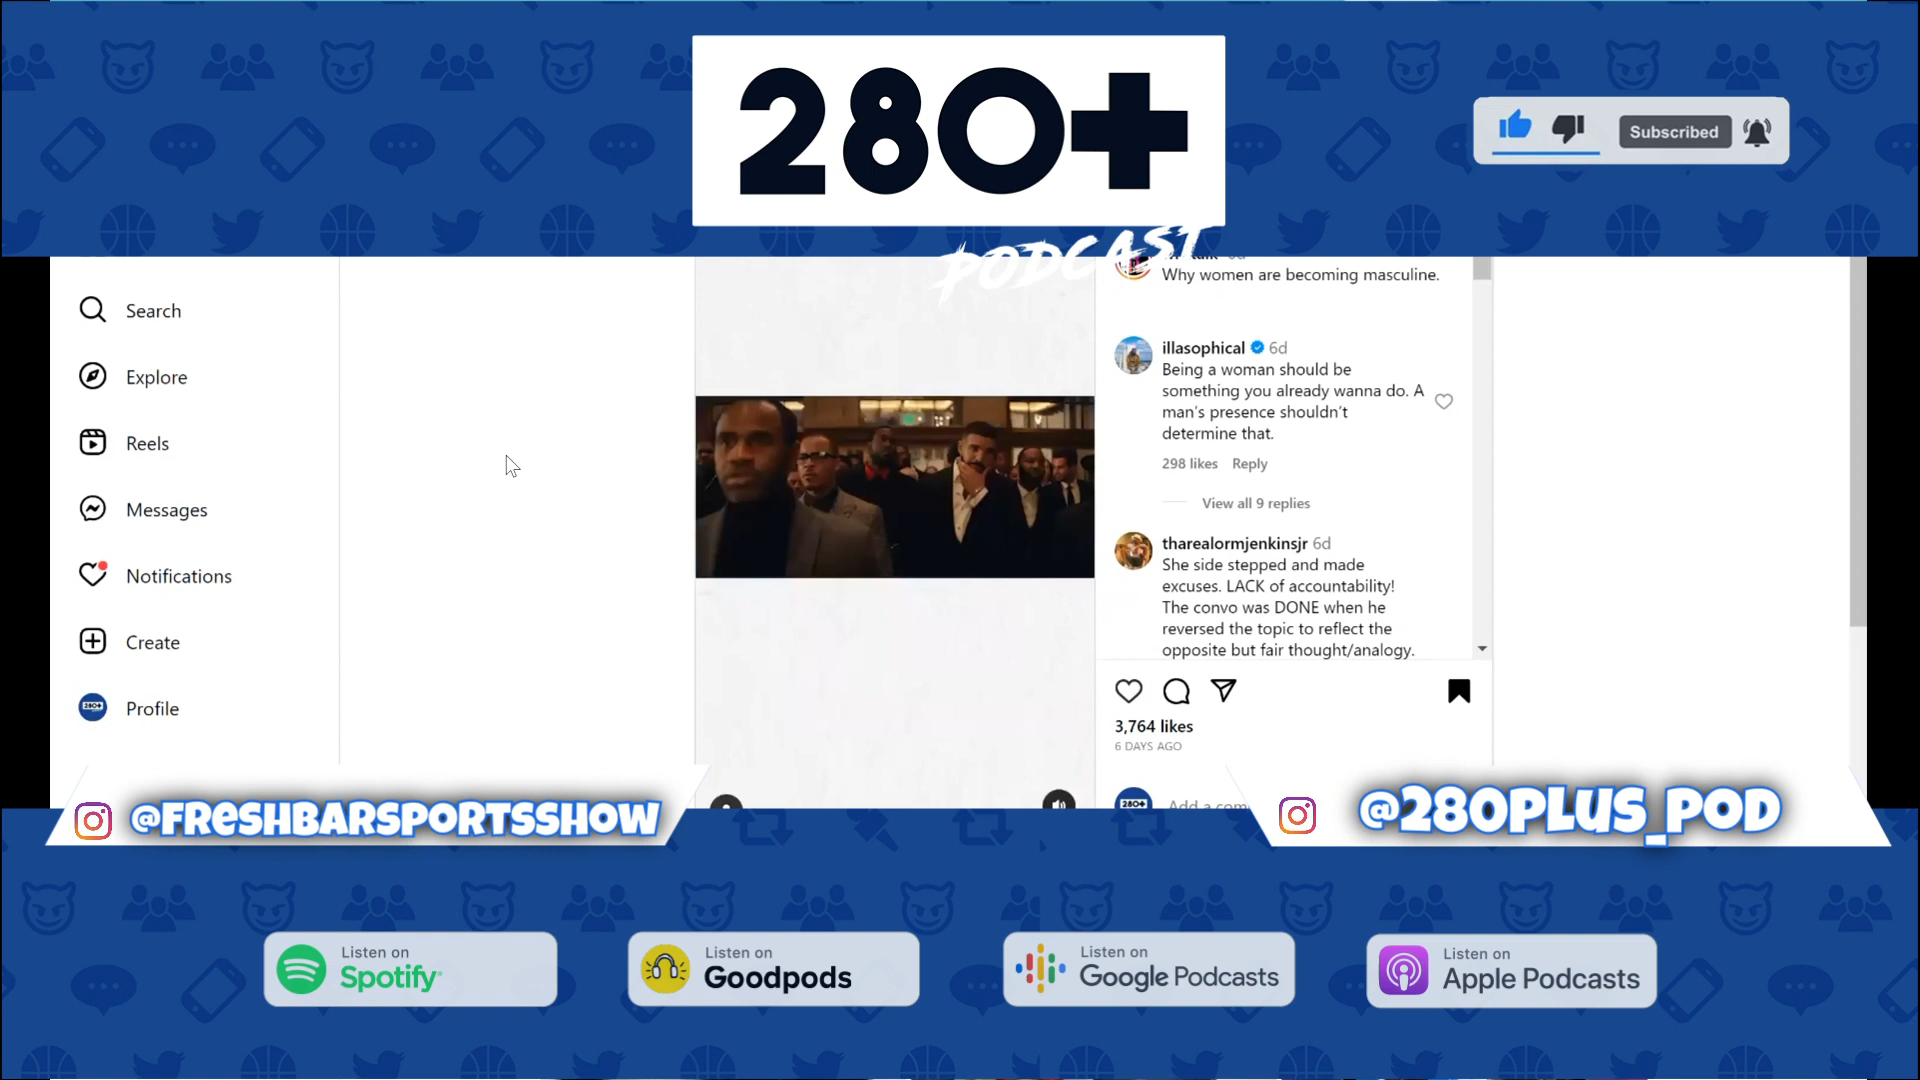 280+
PODCAST
Subscribed
Search
Explore
Reels
Messages
Notifications
Create
Profile
Why women are becoming masculine.
illasophical 6d
Being a woman should be
something you already wanna do. A
man's presence shouldn't
determine that.
298 likes Reply
View all 9 replies
tharealormjenkinsjr 6d
She side stepped and made
excuses. LACK of accountability!
The convo was DONE when he
reversed the topic to reflect the
opposite but fair thought/analogy.
3,764 likes
6 DAYS AGO
280+
Add a com
@FRESHBARSPORTSSHOW
@280PLUS_POD
Listen on
Spotify
Listen on
Goodpods
Listen on
Google Podcasts
Listen on
Apple Podcasts